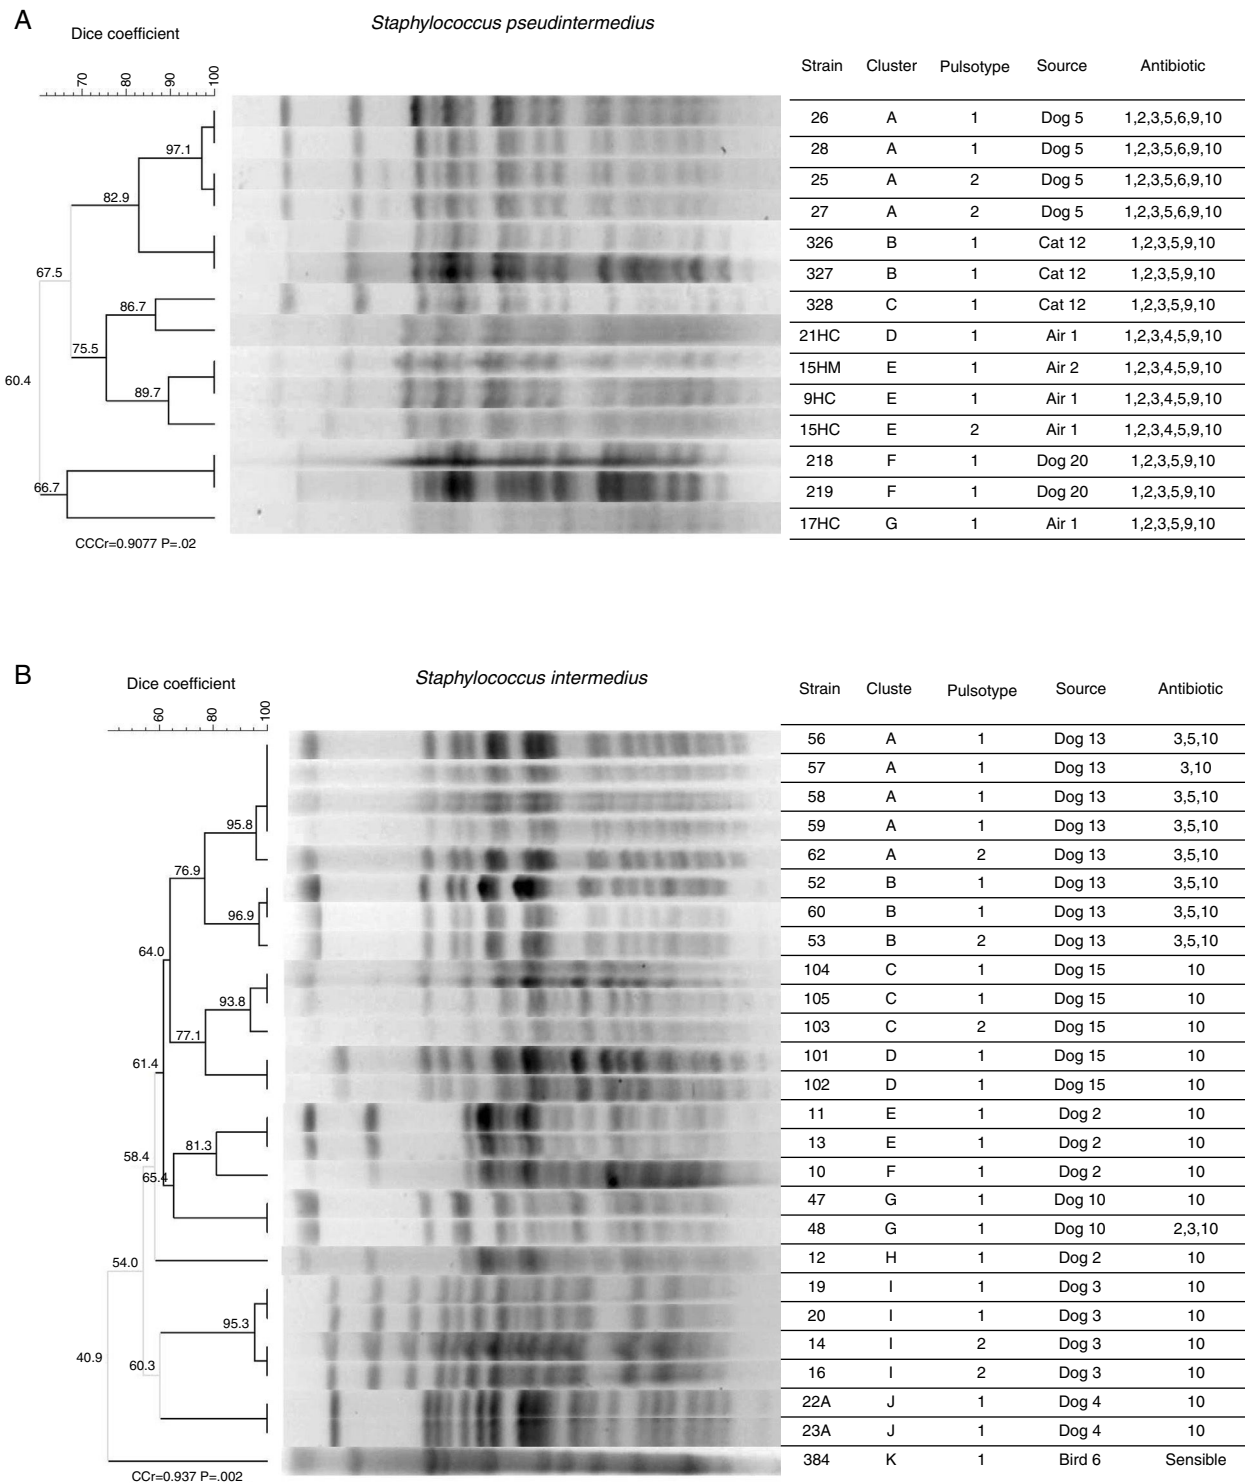 A
Staphylococcus pseudintermedius
Dice coefficient
70 80 90 100
Strain Cluster Pulsotype Source Antibiotic
26 A 1 Dog 5 1,2,3,5,6,9,10
28 A 1 Dog 5 1,2,3,5,6,9,10
25 A 2 Dog 5 1,2,3,5,6,9,10
27 A 2 Dog 5 1,2,3,5,6,9,10
326 B 1 Cat 12 1,2,3,5,9,10
327 B 1 Cat 12 1,2,3,5,9,10
328 C 1 Cat 12 1,2,3,5,9,10
21HC D 1 Air 1 1,2,3,4,5,9,10
15HM E 1 Air 2 1,2,3,4,5,9,10
9HC E 1 Air 1 1,2,3,4,5,9,10
15HC E 2 Air 1 1,2,3,4,5,9,10
218 F 1 Dog 20 1,2,3,5,9,10
219 F 1 Dog 20 1,2,3,5,9,10
17HC G 1 Air 1 1,2,3,5,9,10
97.1
82.9
67.5
86.7
75.5
60.4
89.7
66.7
CCCr=0.9077 P=.02
B
Staphylococcus intermedius
Dice coefficient
60 80 100
Strain Cluste Pulsotype Source Antibiotic
56 A 1 Dog 13 3,5,10
57 A 1 Dog 13 3,10
58 A 1 Dog 13 3,5,10
59 A 1 Dog 13 3,5,10
62 A 2 Dog 13 3,5,10
52 B 1 Dog 13 3,5,10
60 B 1 Dog 13 3,5,10
53 B 2 Dog 13 3,5,10
104 C 1 Dog 15 10
105 C 1 Dog 15 10
103 C 2 Dog 15 10
101 D 1 Dog 15 10
102 D 1 Dog 15 10
11 E 1 Dog 2 10
13 E 1 Dog 2 10
10 F 1 Dog 2 10
47 G 1 Dog 10 10
48 G 1 Dog 10 2,3,10
12 H 1 Dog 2 10
19 I 1 Dog 3 10
20 I 1 Dog 3 10
14 I 2 Dog 3 10
16 I 2 Dog 3 10
22A J 1 Dog 4 10
23A J 1 Dog 4 10
384 K 1 Bird 6 Sensible
95.8
76.9
96.9
64.0
93.8
77.1
61.4
81.3
58.4
65.4
54.0
95.3
40.9
60.3
CCr=0.937 P=.002